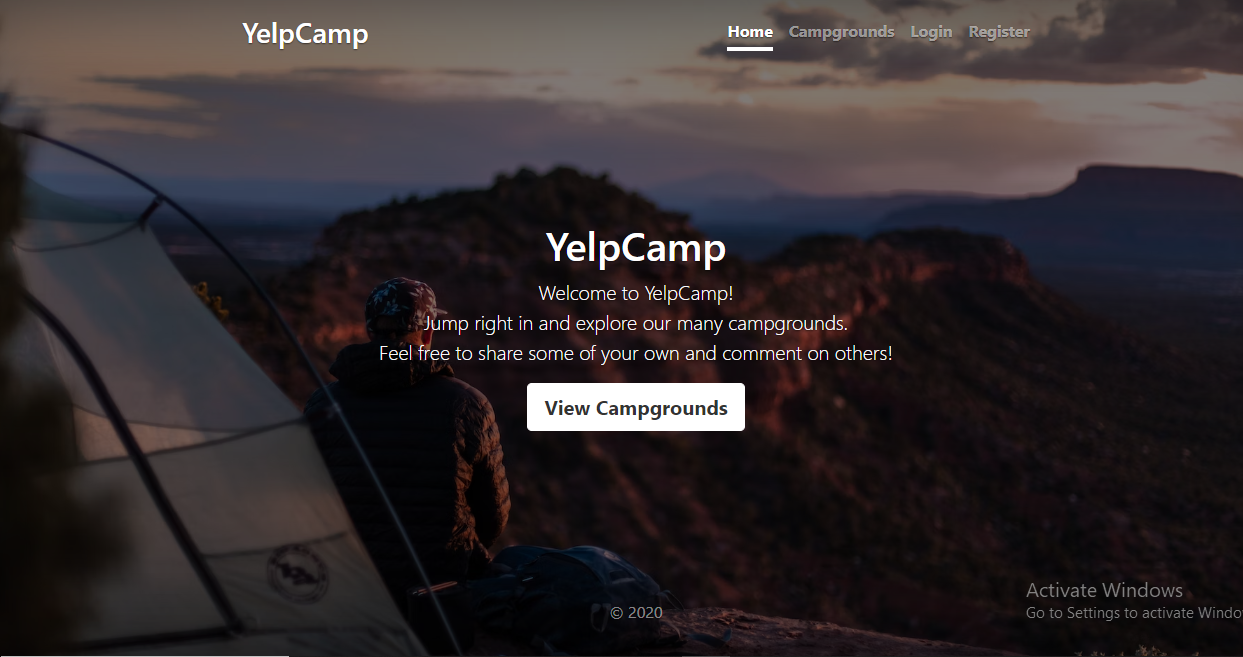 YelpCamp
Home Campgrounds Login Register
YelpCamp
Welcome to YelpCamp!
Jump right in and explore our many campgrounds.
Feel free to share some of your own and comment on others!
View Campgrounds
© 2020
Activate Windows
Go to Settings to activate Windo